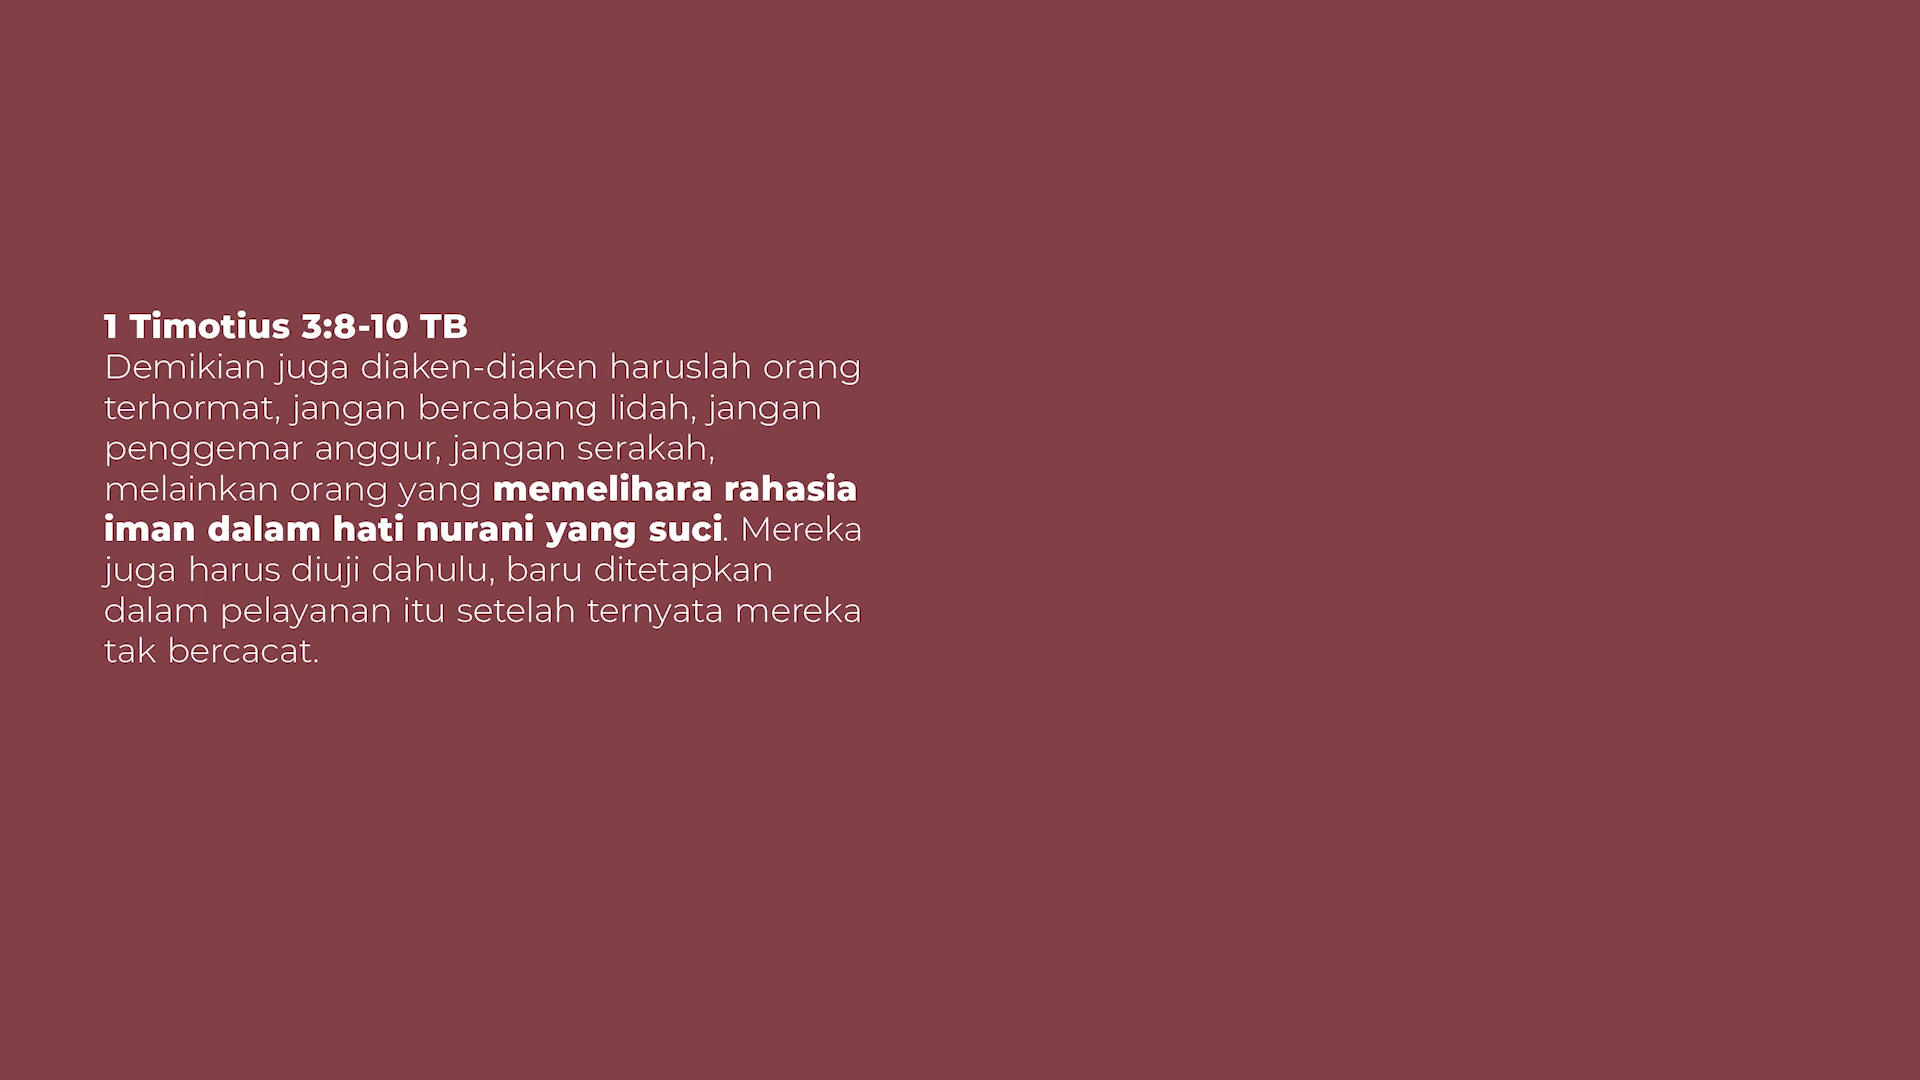 1 Timotius 3:8-10 TB
Demikian juga diaken-diaken haruslah orang
terhormat, jangan bercabang lidah, jangan
penggemar anggur, jangan serakah,
melainkan orang yang memelihara rahasia
iman dalam hati nurani yang suci. Mereka
juga harus diuji dahulu, baru ditetapkan
dalam pelayanan itu setelah ternyata mereka
tak bercacat.